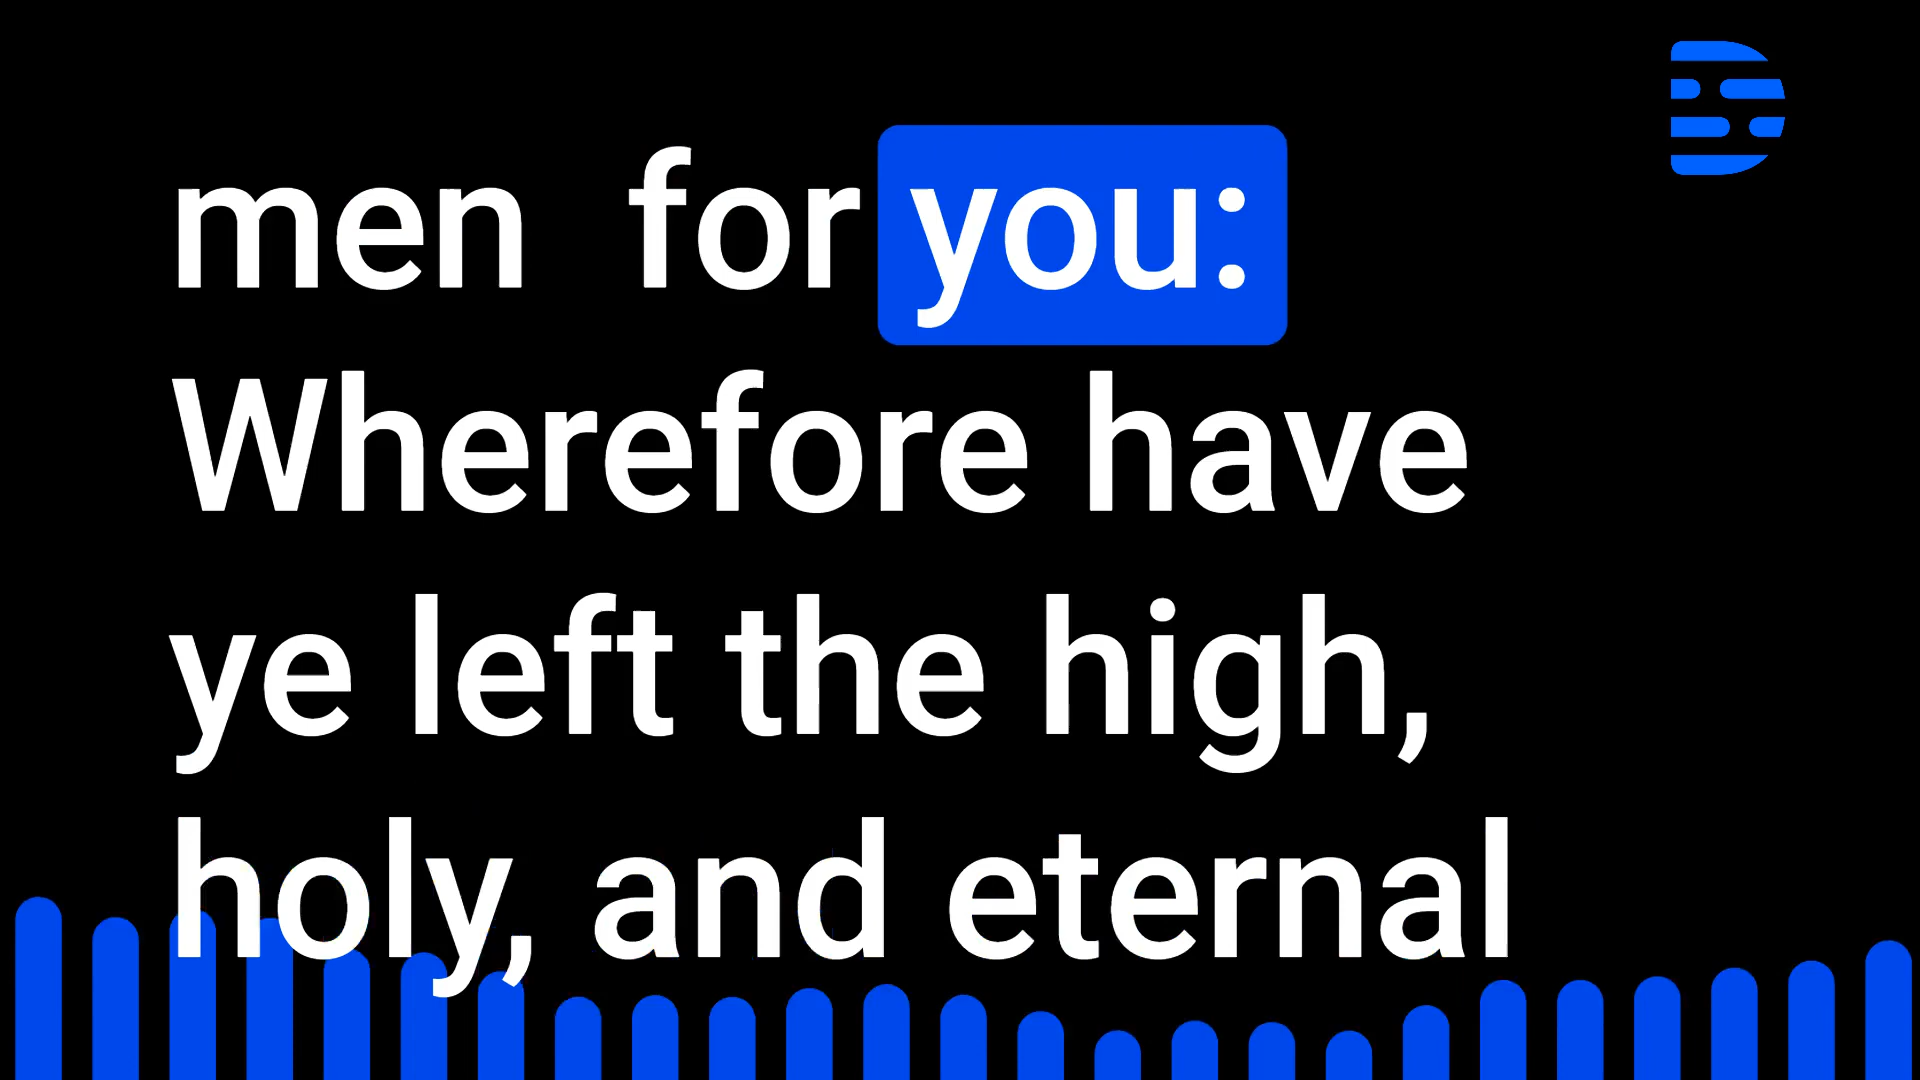 men for you:
Wherefore have
ye left the high,
holy, and eternal